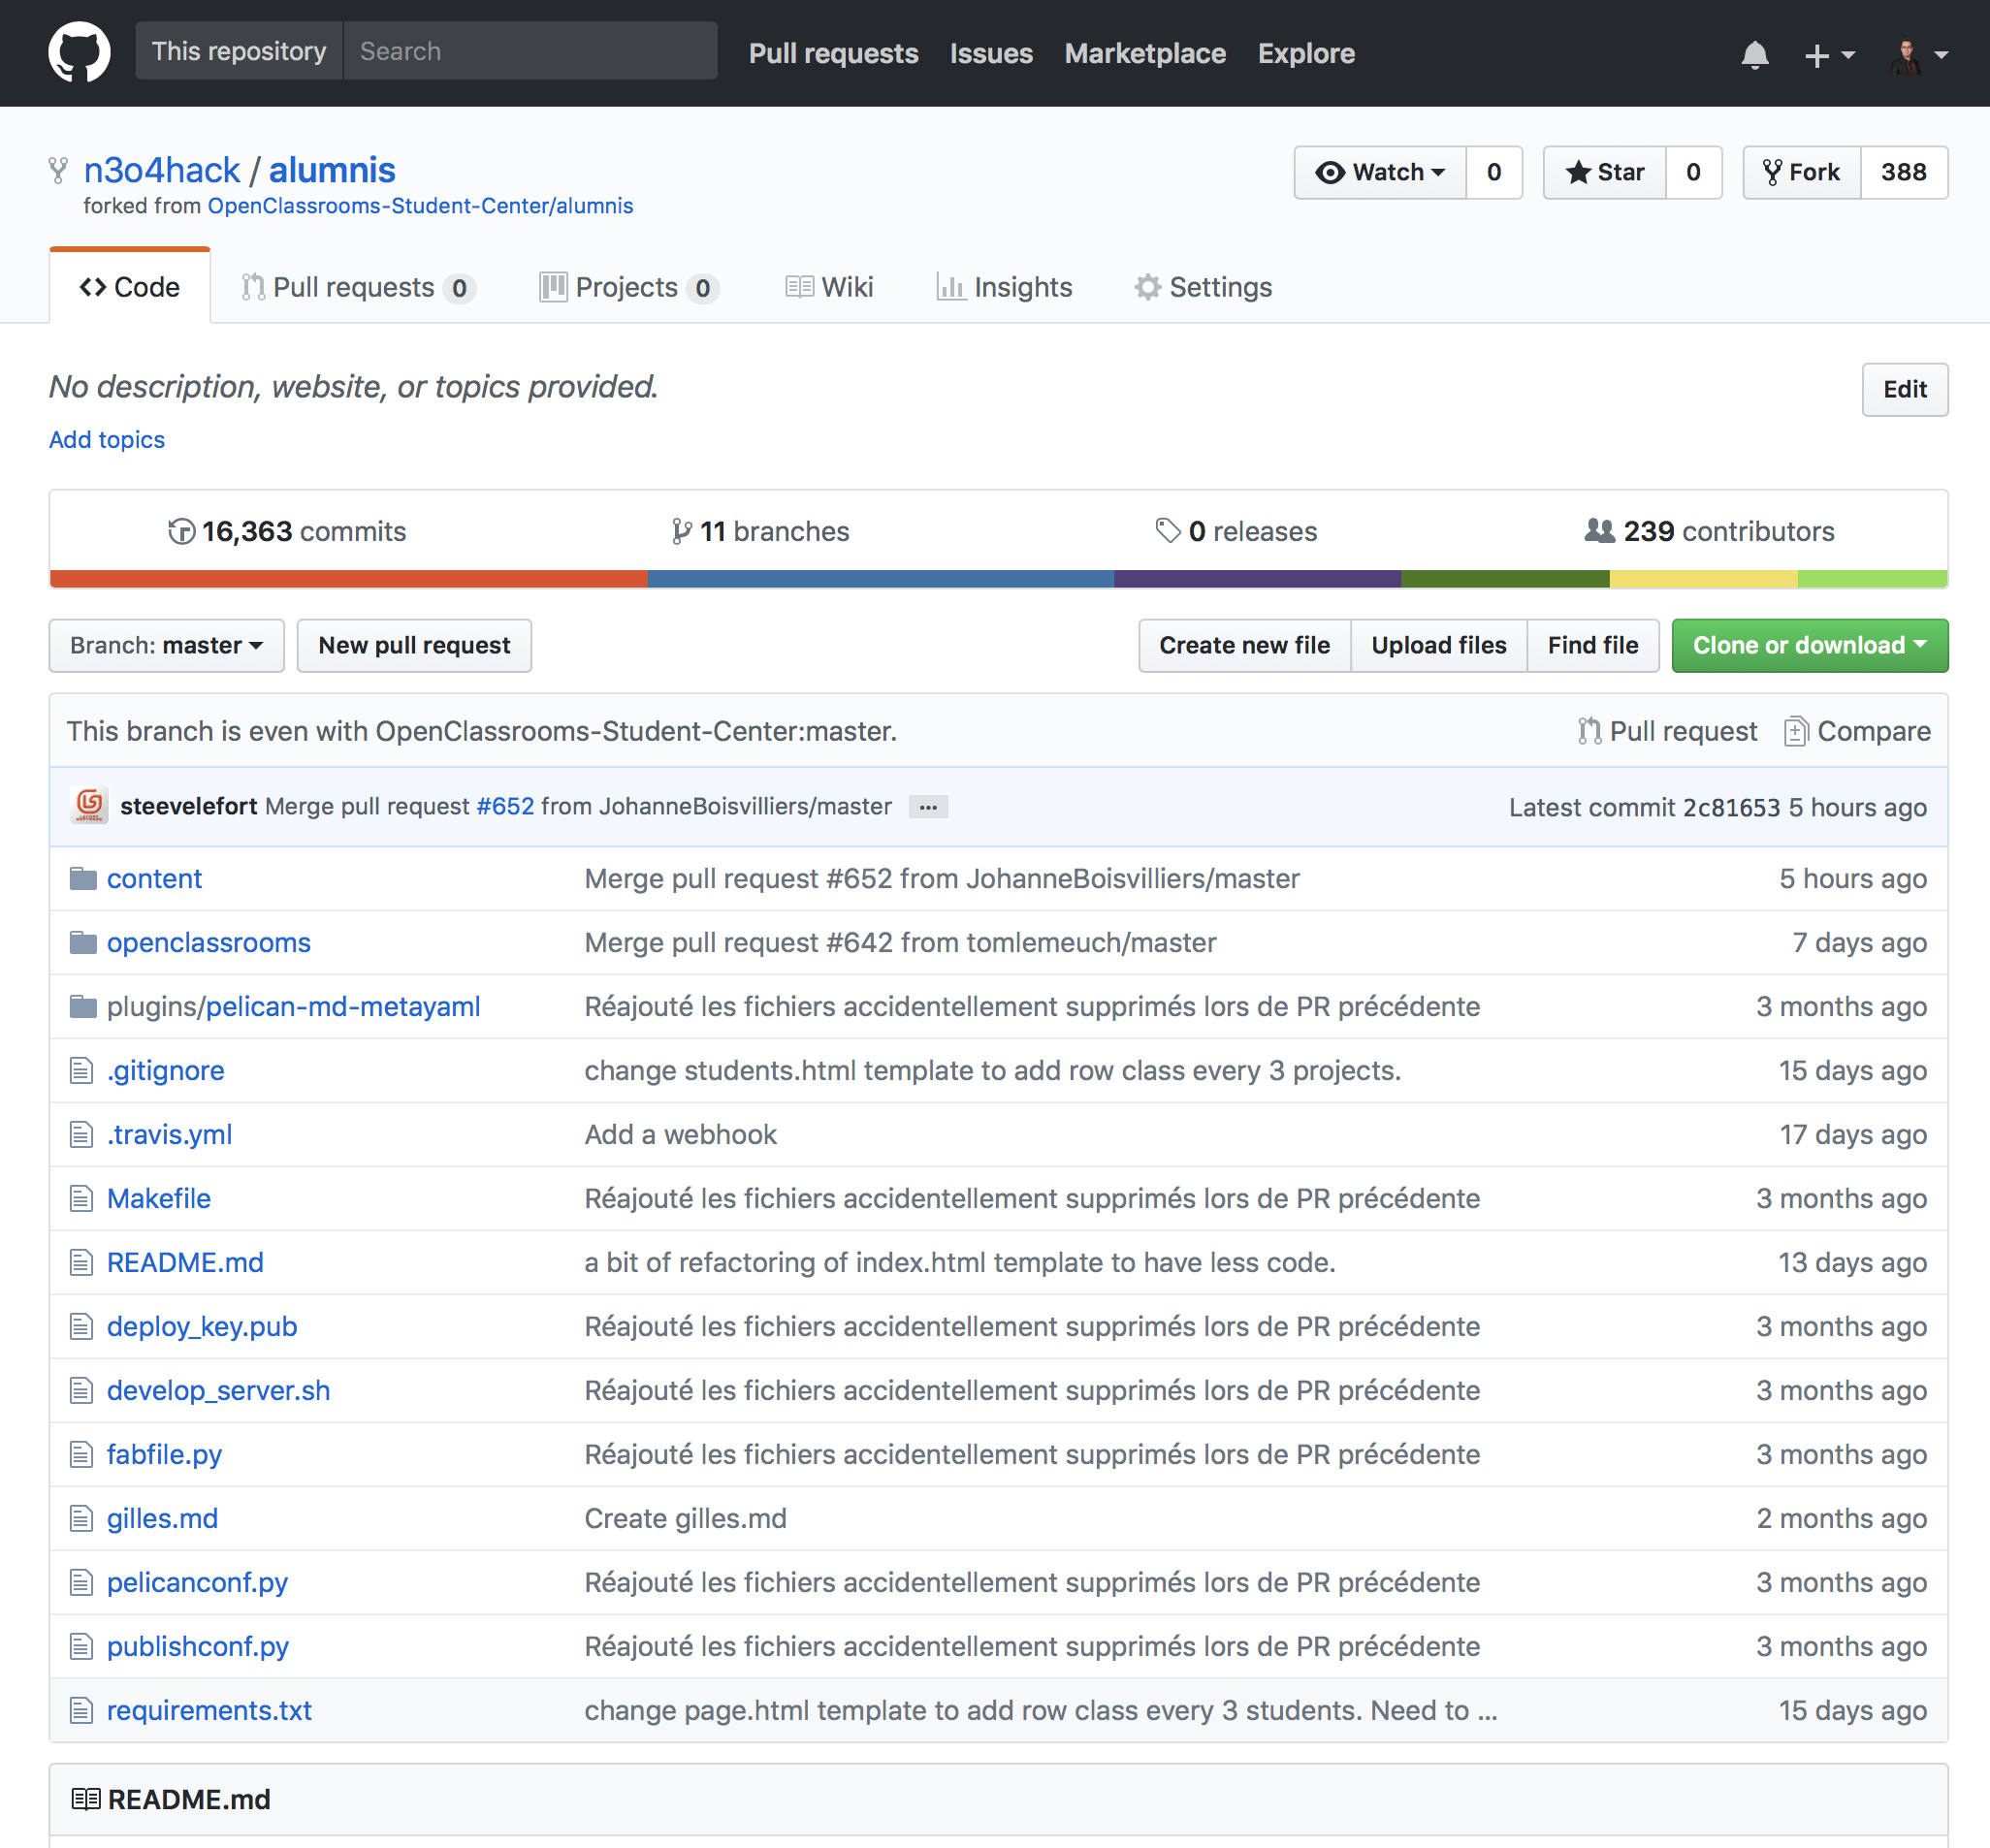 This repository Search Pull requests Issues Marketplace Explore
n3o4hack / alumnis
Watch 0 Star 0 Fork 388
forked from OpenClassrooms-Student-Center/alumnis
Code Pull requests 0 Projects 0 Wiki Insights Settings
No description, website, or topics provided.
Edit
Add topics
16,363 commits 11 branches 0 releases 239 contributors
Branch: master New pull request Create new file Upload files Find file Clone or download
This branch is even with OpenClassrooms-Student-Center:master. Pull request Compare
steevelefort Merge pull request #652 from JohanneBoisvilliers/master ... Latest commit 2c81653 5 hours ago
content Merge pull request #652 from JohanneBoisvilliers/master 5 hours ago
openclassrooms Merge pull request #642 from tomlemeuch/master 7 days ago
plugins/pelican-md-metayaml Réajouté les fichiers accidentellement supprimés lors de PR précédente 3 months ago
.gitignore change students.html template to add row class every 3 projects. 15 days ago
.travis.yml Add a webhook 17 days ago
Makefile Réajouté les fichiers accidentellement supprimés lors de PR précédente 3 months ago
README.md a bit of refactoring of index.html template to have less code. 13 days ago
deploy_key.pub Réajouté les fichiers accidentellement supprimés lors de PR précédente 3 months ago
develop_server.sh Réajouté les fichiers accidentellement supprimés lors de PR précédente 3 months ago
fabfile.py Réajouté les fichiers accidentellement supprimés lors de PR précédente 3 months ago
gilles.md Create gilles.md 2 months ago
pelicanconf.py Réajouté les fichiers accidentellement supprimés lors de PR précédente 3 months ago
publishconf.py Réajouté les fichiers accidentellement supprimés lors de PR précédente 3 months ago
requirements.txt change page.html template to add row class every 3 students. Need to ... 15 days ago
README.md